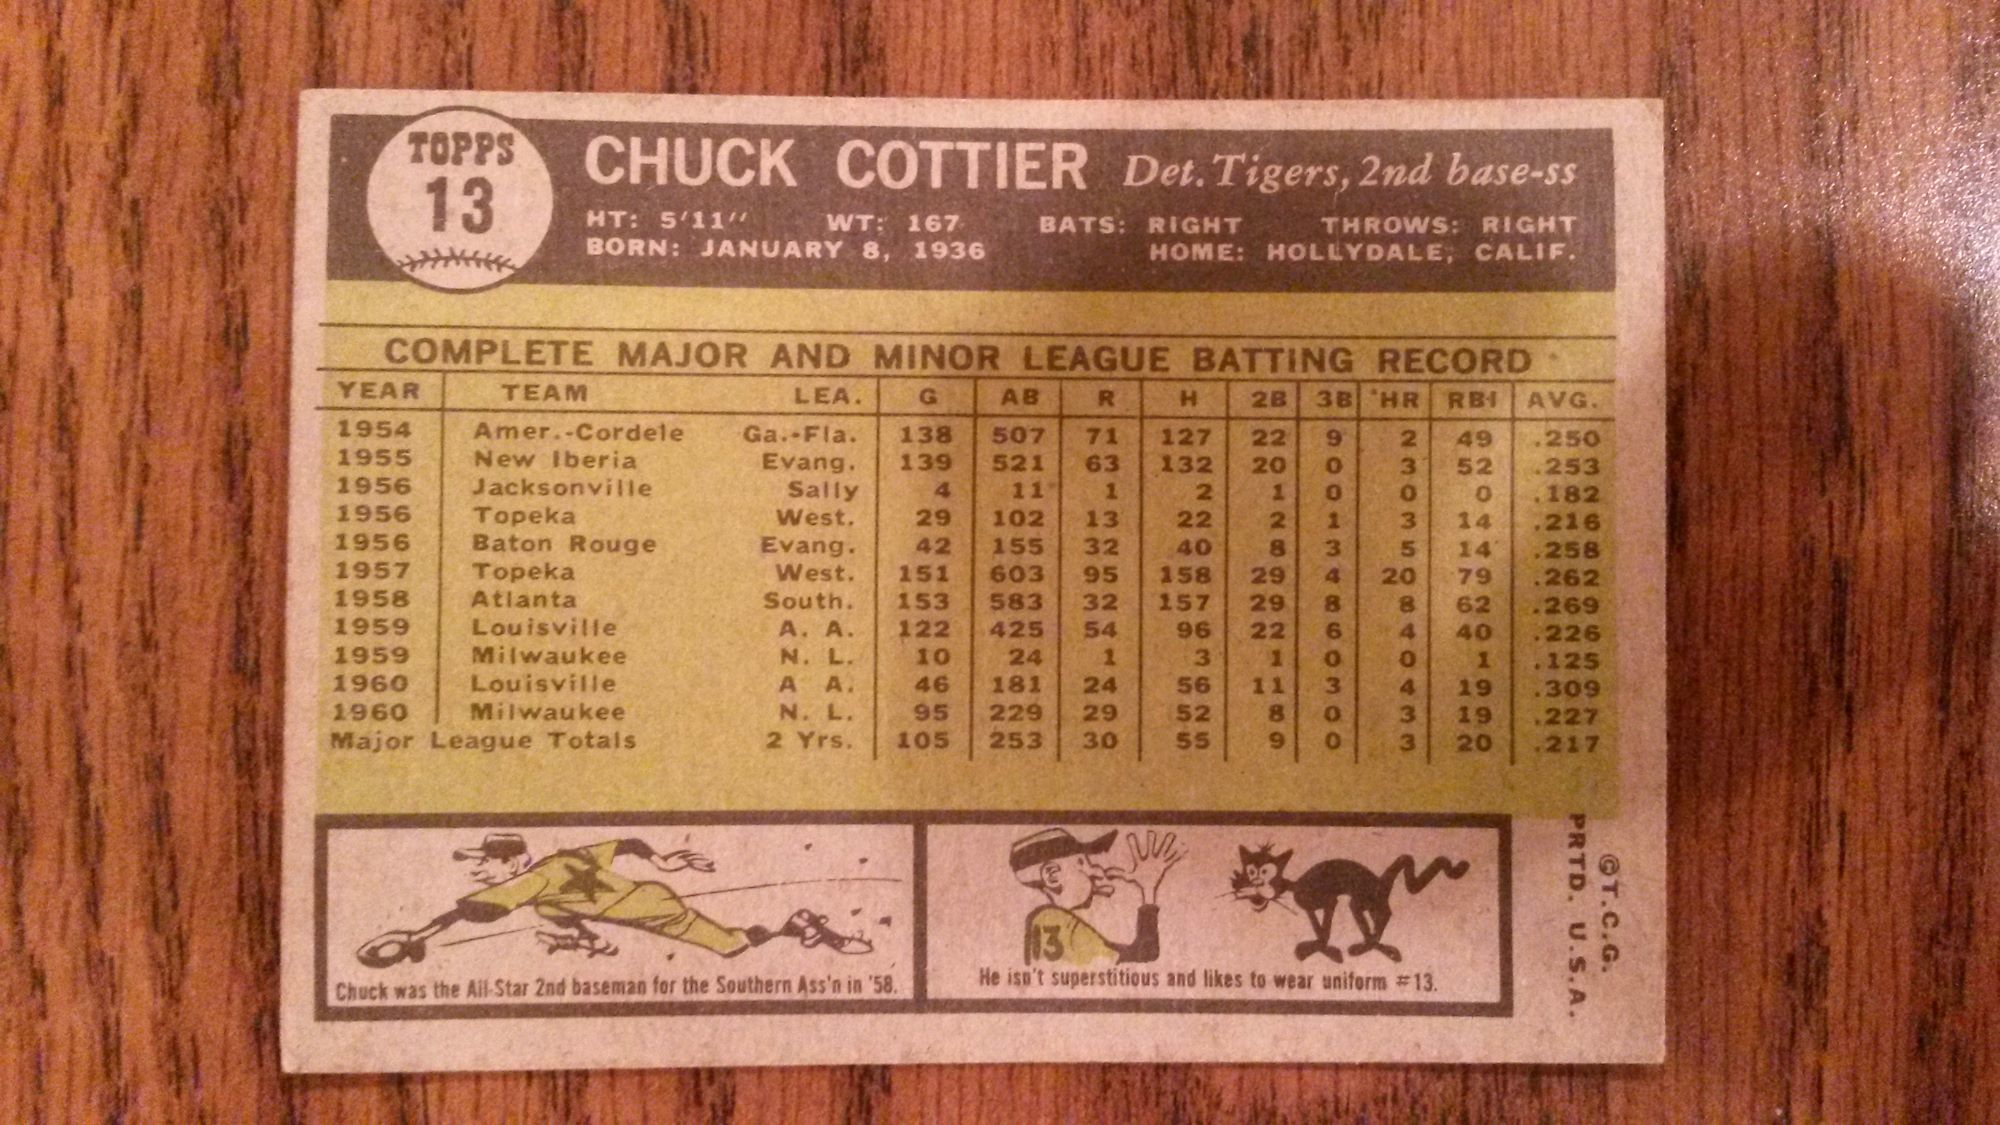 TOPPS
13
CHUCK COTTIER Det. Tigers, 2nd base-ss
HT: 5'11" WT: 167 BATS: RIGHT THROWS: RIGHT
BORN: JANUARY 8, 1936 HOME: HOLLYDALE, CALIF.
COMPLETE MAJOR AND MINOR LEAGUE BATTING RECORD
YEAR TEAM LEA. G AB R H 2B 3B HR RBI AVG.
1954 Amer.-Cordele Ga.-Fla. 138 507 71 127 22 9 2 49 .250
1955 New Iberia Evang. 139 521 63 132 20 0 3 52 .253
1956 Jacksonville Sally 4 11 1 2 1 0 0 0 .182
1956 Topeka West. 29 102 13 22 2 1 3 14 .216
1956 Baton Rouge Evang. 42 155 32 40 8 3 5 14 .258
1957 Topeka West. 151 603 95 158 29 4 20 79 .262
1958 Atlanta South. 153 583 32 157 29 8 8 62 .269
1959 Louisville A. A. 122 425 54 96 22 6 4 40 .226
1959 Milwaukee N. L. 10 24 1 3 1 0 0 1 .125
1960 Louisville A A. 46 181 24 56 11 3 4 19 .309
1960 Milwaukee N. L. 95 229 29 52 8 0 3 19 .227
Major League Totals 2 Yrs. 105 253 30 55 9 0 3 20 .217
13
Chuck was the All-Star 2nd baseman for the Southern Ass'n in '58.
He isn't superstitious and likes to wear uniform #13.
©T.C.G.
PRTD. U.S.A.